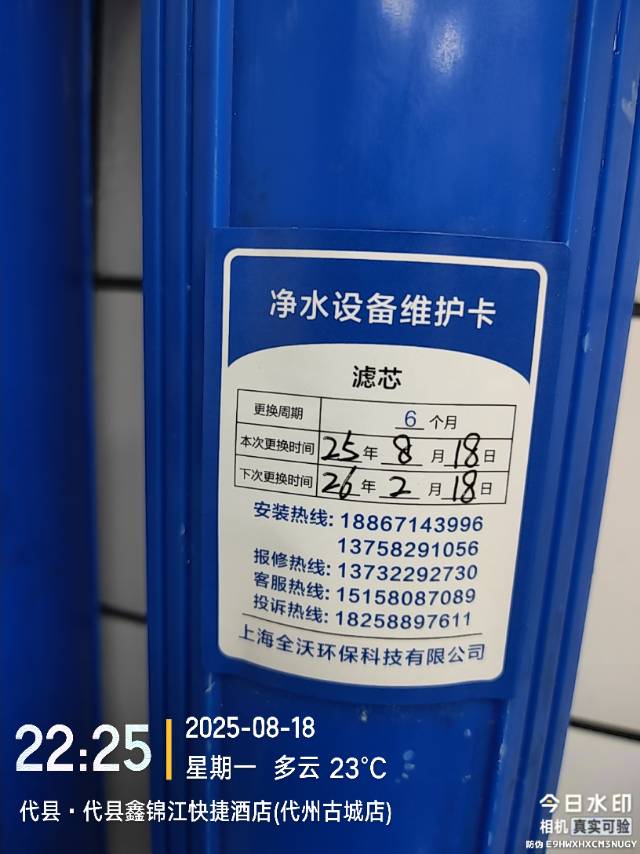 净水设备维护卡
滤芯
更换周期 6 个月
本次更换时间 25 年 8 月 18 日
下次更换时间 26 年 2 月 18 日
安装热线: 18867143996
13758291056
报修热线: 13732292730
客服热线: 15158087089
投诉热线: 18258897611
上海全沃环保科技有限公司
22:25
2025-08-18
星期一 多云 23℃
代县·代县鑫锦江快捷酒店(代州古城店)
今日水印
相机 真实可验
防伪 E9HWXHXCM3NUGY